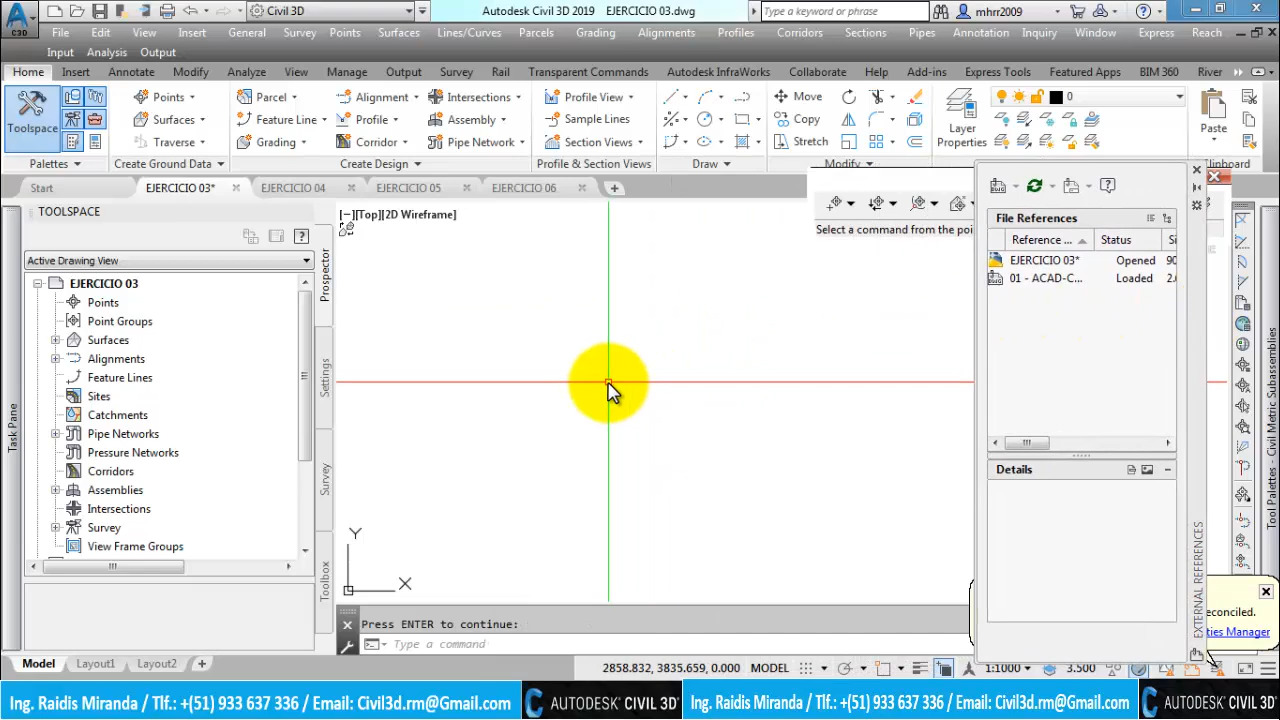 C3D
Civil 3D
Autodesk Civil 3D 2019 EJERCICIO 03.dwg
Type a keyword or phrase
mhrr2009
File Edit View Insert General Survey Points Surfaces Lines/Curves Parcels Grading Alignments Profiles Corridors Sections Pipes Annotation Inquiry Window Express Reach
Input Analysis Output
Home Insert Annotate Modify Analyze View Manage Output Survey Rail Transparent Commands Autodesk InfraWorks Collaborate Help Add-ins Express Tools Featured Apps BIM 360 River
Points Parcel Alignment Intersections Profile View Move 0
Toolspace Surfaces Feature Line Profile Assembly Sample Lines Copy Layer Properties Paste
Traverse Grading Corridor Pipe Network Section Views Stretch
Palettes Create Ground Data Create Design Profile & Section Views Draw Modify Clipboard
Start EJERCICIO 03* EJERCICIO 04 EJERCICIO 05 EJERCICIO 06
TOOLSPACE
[−][Top][2D Wireframe]
Select a command from the poi
File References
Reference ... Status Si
Active Drawing View
EJERCICIO 03* Opened 90
01 - ACAD-C... Loaded 2.
EJERCICIO 03
Points
Point Groups
Surfaces
Alignments
Feature Lines
Sites
Catchments
Pipe Networks
Pressure Networks
Corridors
Assemblies
Intersections
Survey
View Frame Groups
Prospector
Settings
Survey
Toolbox
Task Pane
Details
EXTERNAL REFERENCES
Tool Palettes - Civil Metric Subassemblies
Y
X
econciled.
ties Manager
Press ENTER to continue:
Type a command
Model Layout1 Layout2
2858.832, 3835.659, 0.000 MODEL 1:1000 3.500
Ing. Raidis Miranda / Tlf.: +(51) 933 637 336 / Email: Civil3d.rm@Gmail.com AUTODESK® CIVIL 3D® Ing. Raidis Miranda / Tlf.: +(51) 933 637 336 / Email: Civil3d.rm@Gmail.com AUTODESK® CIVIL 3D